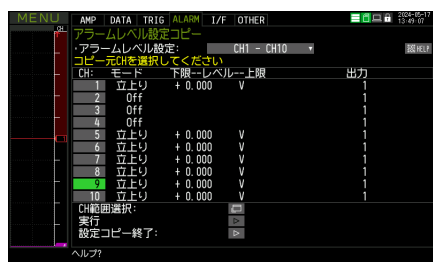 MENU AMP DATA TRIG ALARM I/F OTHER 2024-05-17
13:49:07
CH アラームレベル設定コピー
・アラームレベル設定: CH1 - CH10 ▼ HELP
コピー元CHを選択してください
CH: モード 下限--レベル--上限 出力
1 立上り + 0.000 V 1
2 Off 1
3 Off 1
4 Off 1
5 立上り + 0.000 V 1
6 立上り + 0.000 V 1
7 立上り + 0.000 V 1
8 立上り + 0.000 V 1
9 立上り + 0.000 V 1
10 立上り + 0.000 V 1
CH範囲選択:
実行
設定コピー終了:
ヘルプ?